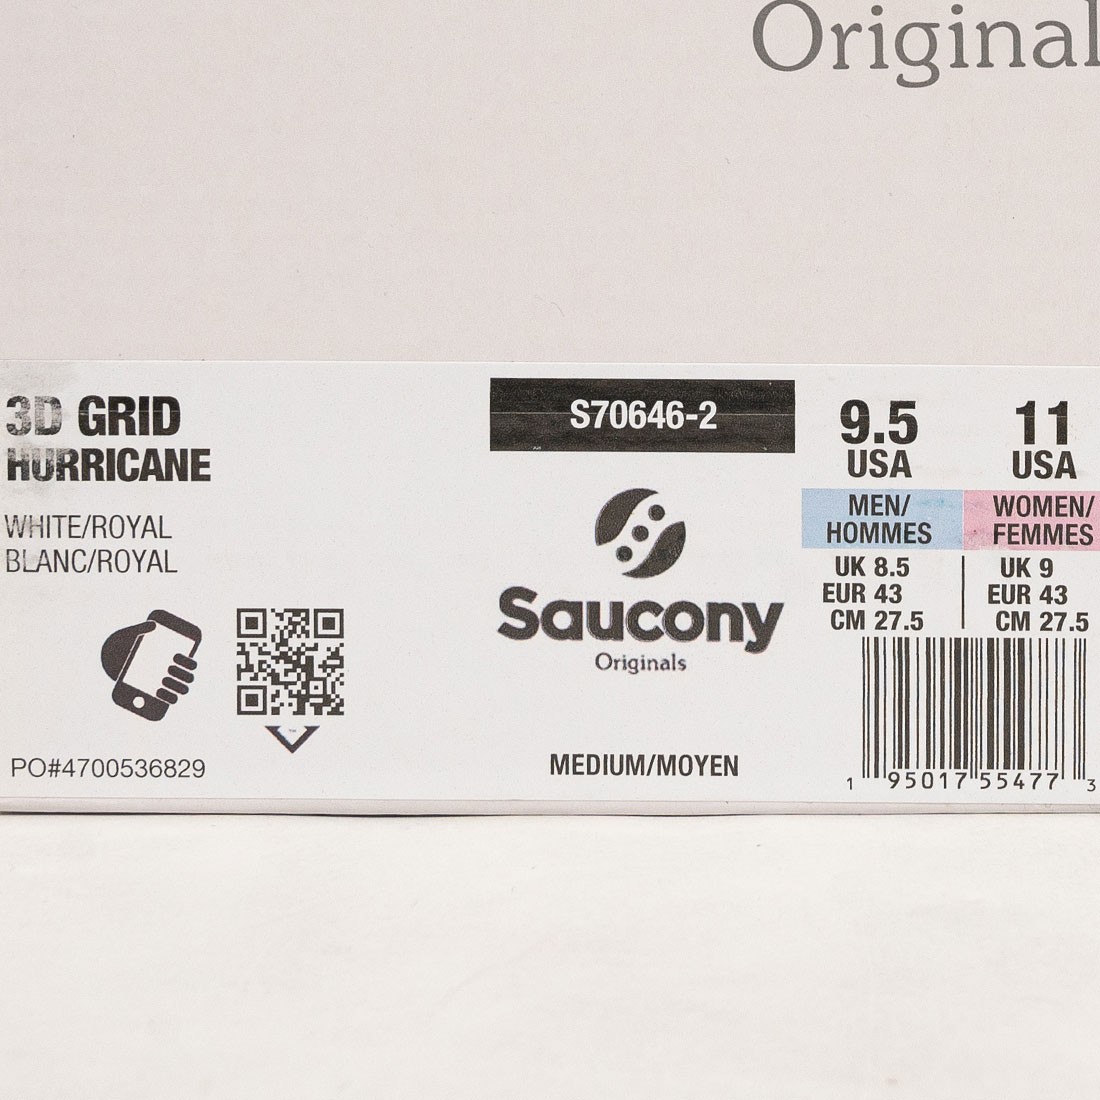 Original
3D GRID
HURRICANE
WHITE/ROYAL
BLANC/ROYAL
PO#4700536829
S70646-2
Saucony
Originals
MEDIUM/MOYEN
9.5
USA
MEN/
HOMMES
UK 8.5
EUR 43
CM 27.5
11
USA
WOMEN/
FEMMES
UK 9
EUR 43
CM 27.5
1 95017 55477 3